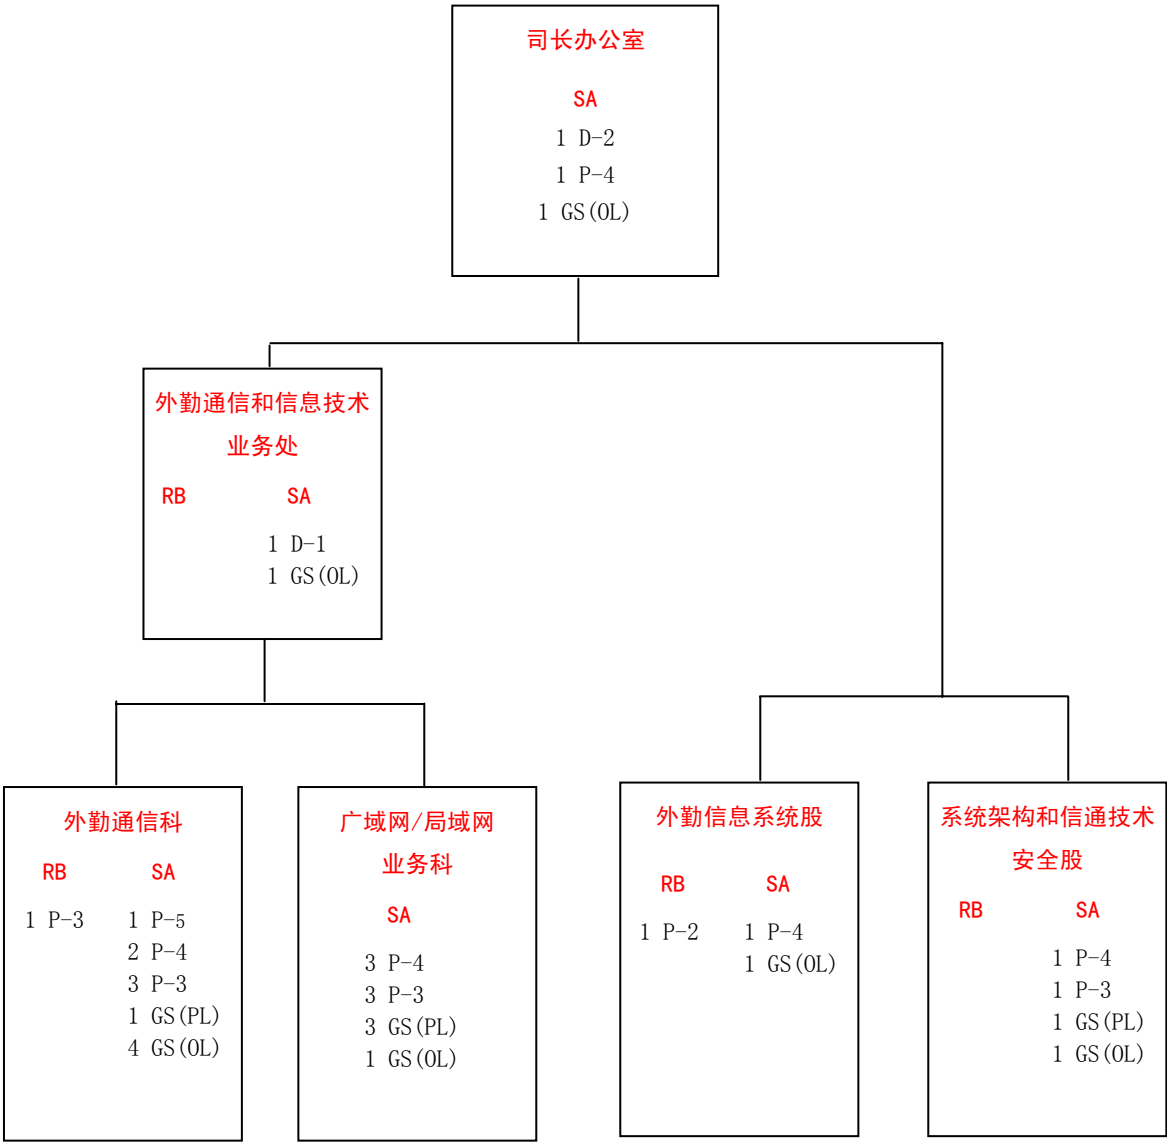 司长办公室
SA
1 D-2
1 P-4
1 GS(OL)
外勤通信和信息技术
业务处
RB SA
1 D-1
1 GS(OL)
外勤通信科
RB SA
1 P-3 1 P-5
2 P-4
3 P-3
1 GS(PL)
4 GS(OL)
广域网/局域网
业务科
SA
3 P-4
3 P-3
3 GS(PL)
1 GS(OL)
外勤信息系统股
RB SA
1 P-2 1 P-4
1 GS(OL)
系统架构和信通技术
安全股
RB SA
1 P-4
1 P-3
1 GS(PL)
1 GS(OL)